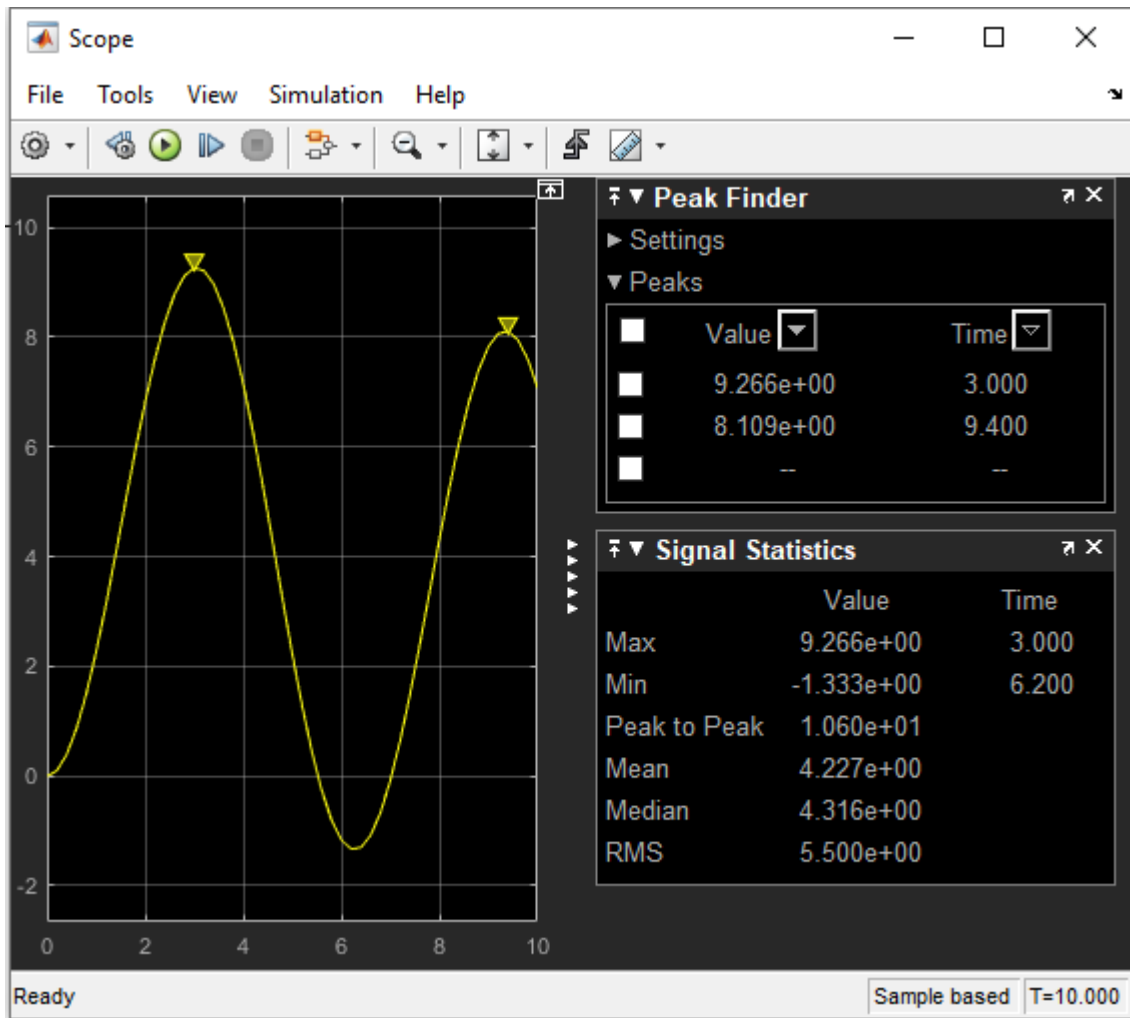 Scope
File Tools View Simulation Help
10
8
6
4
2
0
-2
0 2 4 6 8 10
Peak Finder
Settings
Peaks
Value Time
9.266e+00 3.000
8.109e+00 9.400
-- --
Signal Statistics
Value Time
Max 9.266e+00 3.000
Min -1.333e+00 6.200
Peak to Peak 1.060e+01
Mean 4.227e+00
Median 4.316e+00
RMS 5.500e+00
Ready Sample based T=10.000